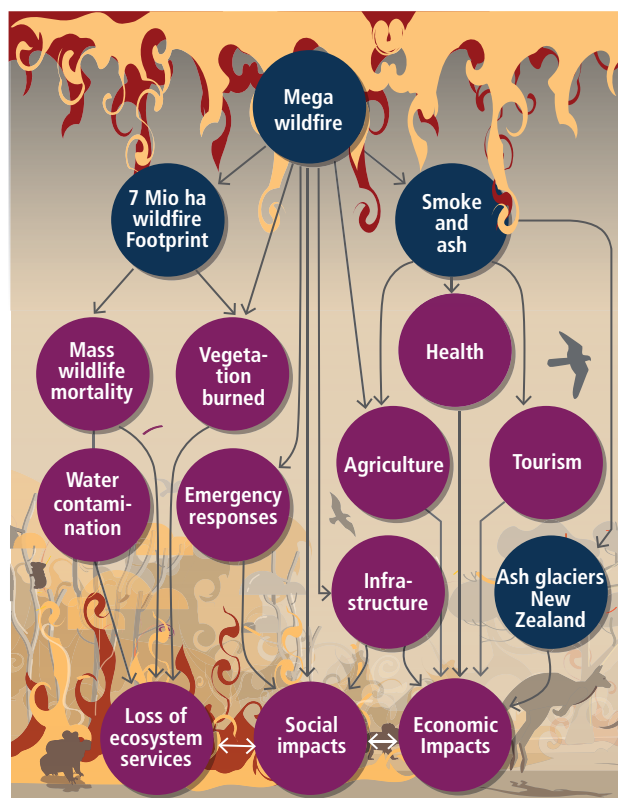 Mega
wildfire
7 Mio ha
wildfire
Footprint
Smoke
and
ash
Mass
wildlife
mortality
Vegeta-
tion
burned
Health
Agriculture
Tourism
Water
contami-
nation
Emergency
responses
Infra-
structure
Ash glaciers
New
Zealand
Loss of
ecosystem
services
Social
impacts
Economic
Impacts